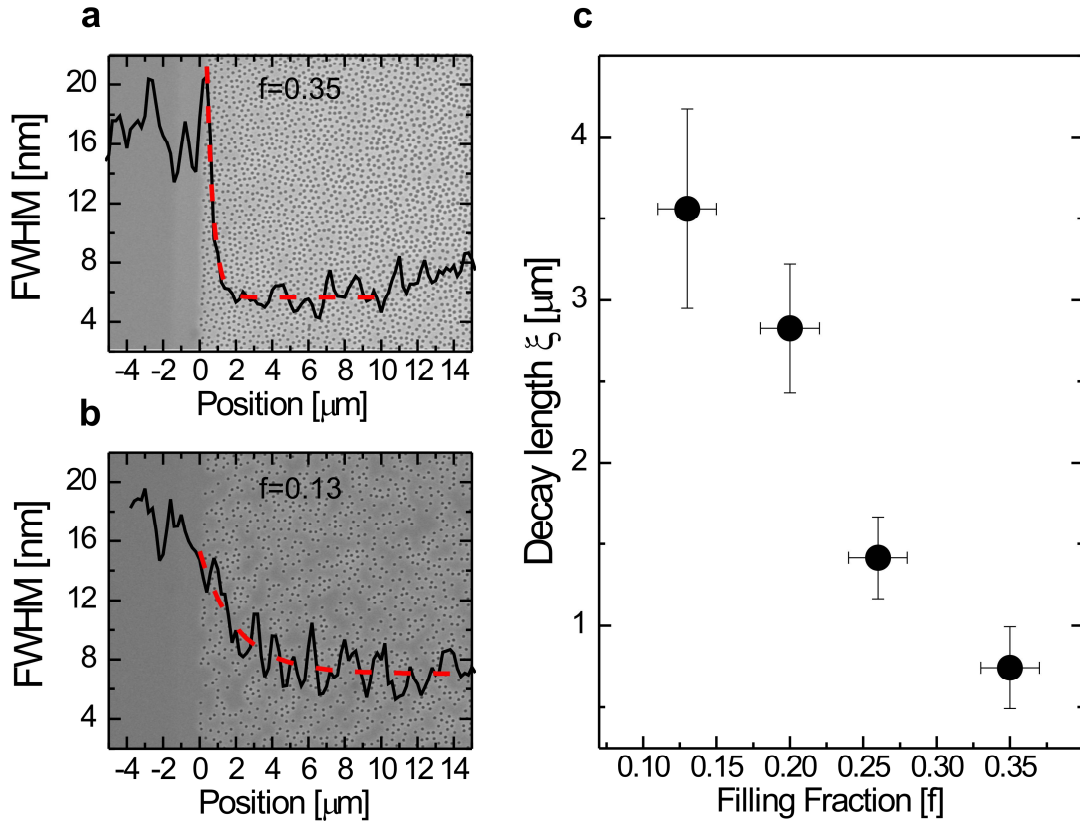 a
f=0.35
FWHM [nm]
20
16
12
8
4
-4 -2 0 2 4 6 8 10 12 14
Position [μm]
b
f=0.13
FWHM [nm]
20
16
12
8
4
-4 -2 0 2 4 6 8 10 12 14
Position [μm]
c
Decay length ξ [μm]
4
3
2
1
0.10 0.15 0.20 0.25 0.30 0.35
Filling Fraction [f]